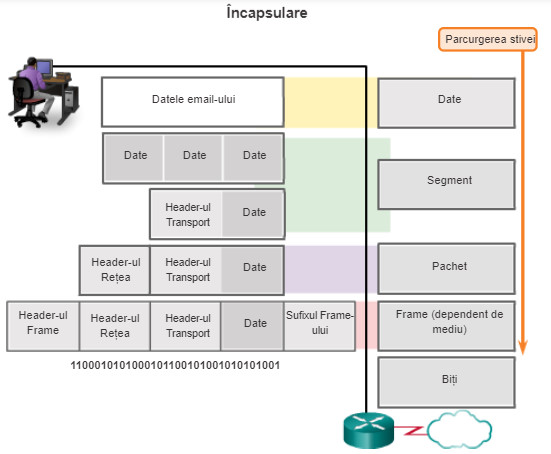 Încapsulare
Parcurgerea stivei
Datele email-ului
Date
Date Date Date
Segment
Header-ul
Transport
Date
Header-ul
Rețea
Header-ul
Transport
Date
Pachet
Header-ul
Frame
Header-ul
Rețea
Header-ul
Transport
Date
Sufixul Frame-
ului
Frame (dependent de
mediu)
1100010101000101100101001010101001
Biți